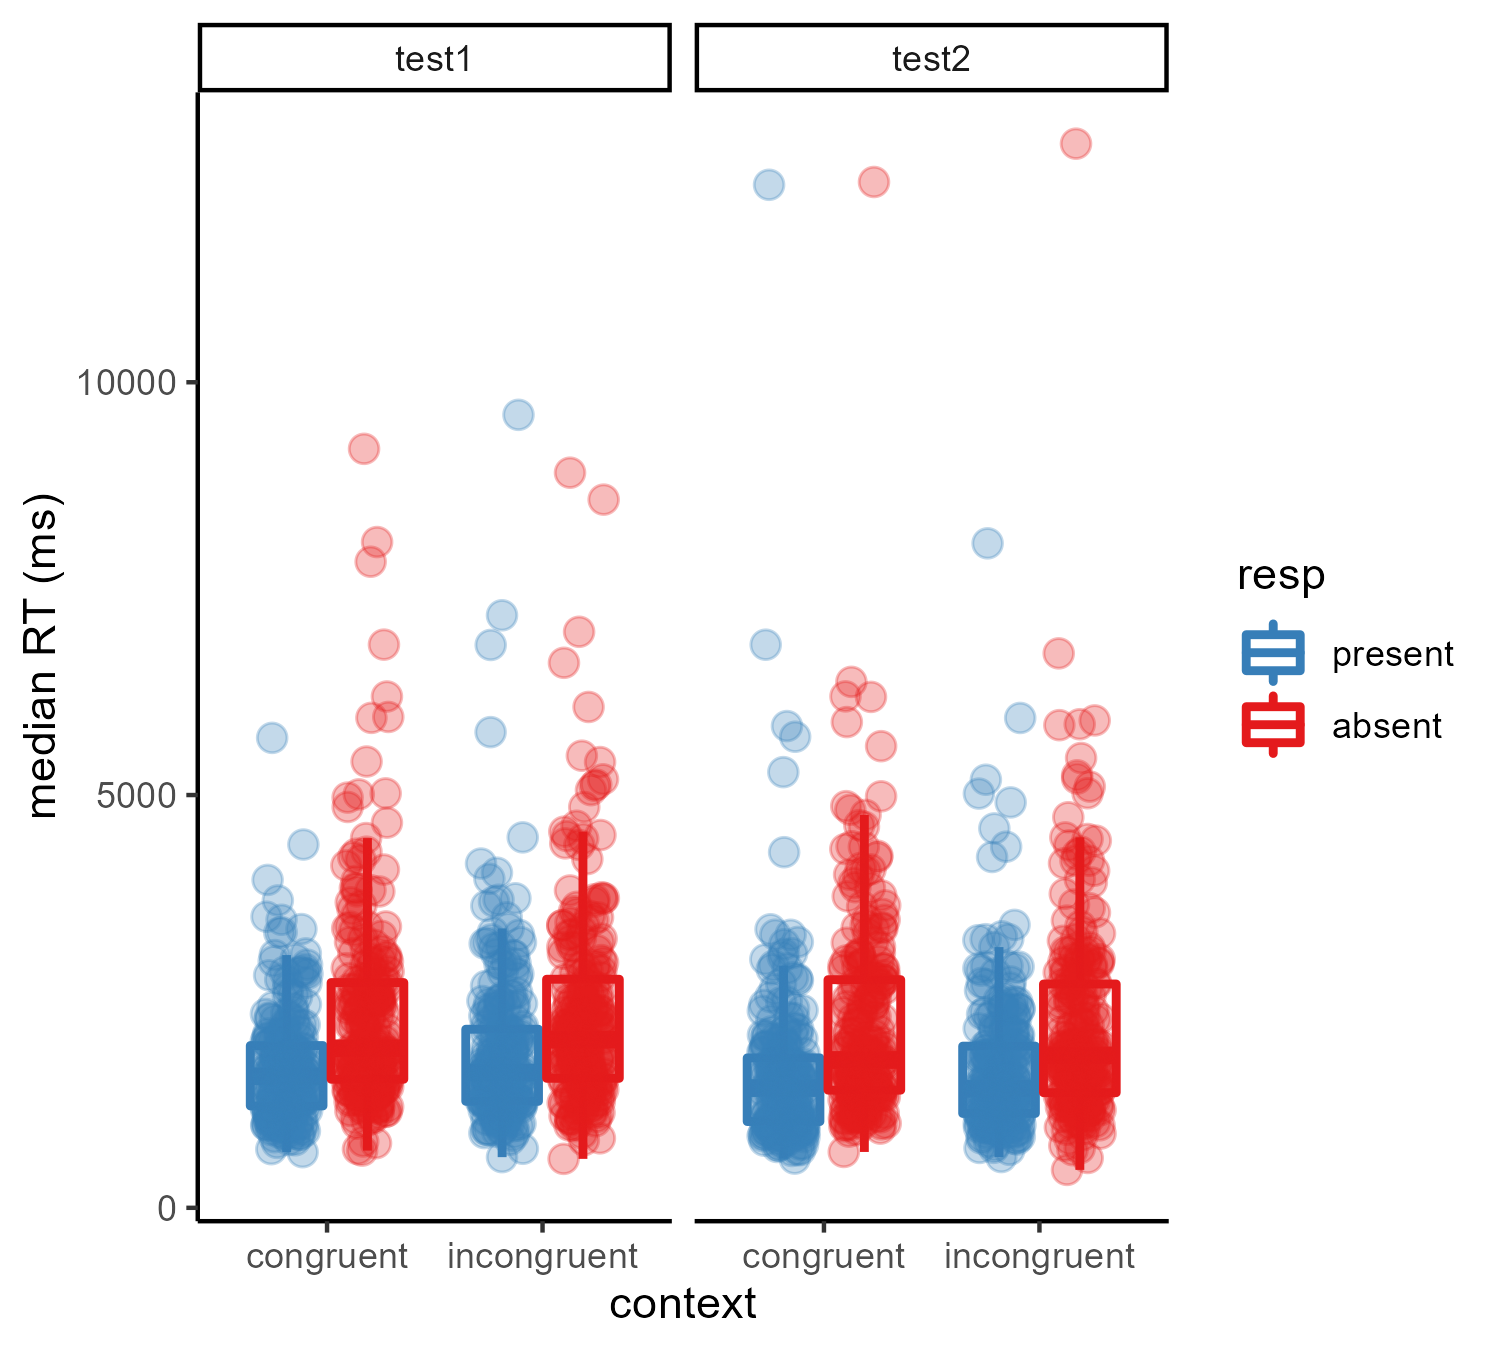 test1
test2
10000
5000
0
median RT (ms)
congruent
incongruent
congruent
incongruent
context
resp
present
absent